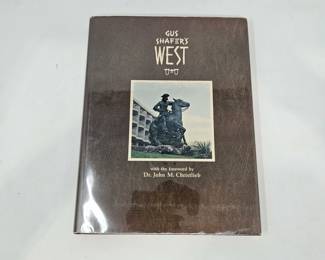 GUS
SHAFER'S
WEST
with the foreword by
Dr. John M. Christlieb